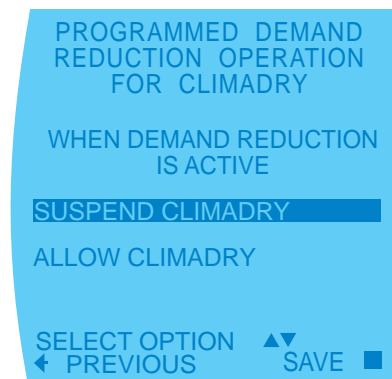 PROGRAMMED DEMAND
REDUCTION OPERATION
FOR CLIMADRY
WHEN DEMAND REDUCTION
IS ACTIVE
SUSPEND CLIMADRY
ALLOW CLIMADRY
SELECT OPTION
PREVIOUS SAVE